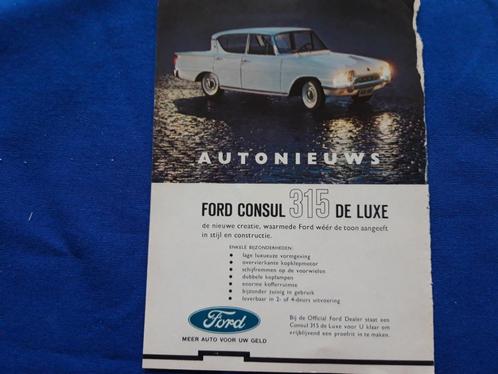 AUTONIEUWS
FORD CONSUL 315 DE LUXE
de nieuwe creatie, waarmede Ford wéér de toon aangeeft
in stijl en constructie.
ENKELE BIJZONDERHEDEN:
• lage luxueuze vormgeving
• overvierkante kopklepmotor
• schijfremmen op de voorwielen
• dubbele koplampen
• enorme kofferruimte
• bijzonder zuinig in gebruik
• leverbaar in 2- of 4-deurs uitvoering
Ford
MEER AUTO VOOR UW GELD
Bij de Official Ford Dealer staat een
Consul 315 de Luxe voor U klaar om
vrijblijvend een proefrit in te maken.